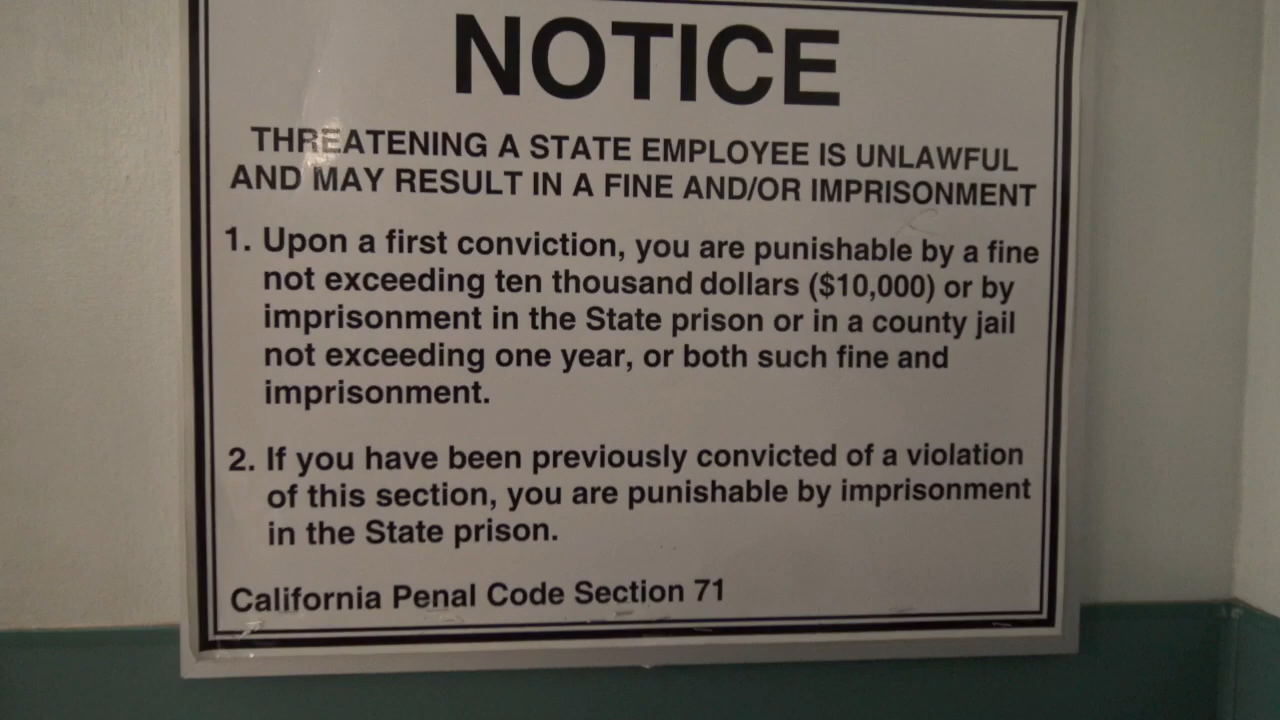 NOTICE
THREATENING A STATE EMPLOYEE IS UNLAWFUL
AND MAY RESULT IN A FINE AND/OR IMPRISONMENT
1. Upon a first conviction, you are punishable by a fine
not exceeding ten thousand dollars ($10,000) or by
imprisonment in the State prison or in a county jail
not exceeding one year, or both such fine and
imprisonment.
2. If you have been previously convicted of a violation
of this section, you are punishable by imprisonment
in the State prison.
California Penal Code Section 71